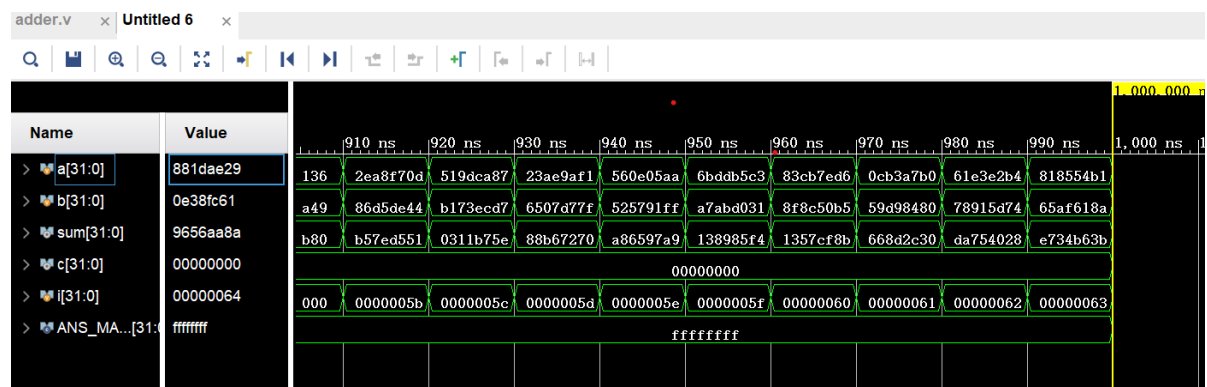 adder.v × Untitled 6 ×
1,000.000 n
Name Value
910 ns 920 ns 930 ns 940 ns 950 ns 960 ns 970 ns 980 ns 990 ns 1,000 ns 1
> a[31:0] 881dae29 136 2ea8f70d 519dca87 23ae9af1 560e05aa 6bddb5c3 83cb7ed6 0cb3a7b0 61e3e2b4 818554b1
> b[31:0] 0e38fc61 a49 86d5de44 b173ecd7 6507d77f 525791ff a7abd031 8f8c50b5 59d98480 78915d74 65af618a
> sum[31:0] 9656aa8a b80 b57ed551 0311b75e 88b67270 a86597a9 138985f4 1357cf8b 668d2c30 da754028 e734b63b
> c[31:0] 00000000 00000000
> i[31:0] 00000064 000 0000005b 0000005c 0000005d 0000005e 0000005f 00000060 00000061 00000062 00000063
> ANS_MA...[31:( ffffffff ffffffff